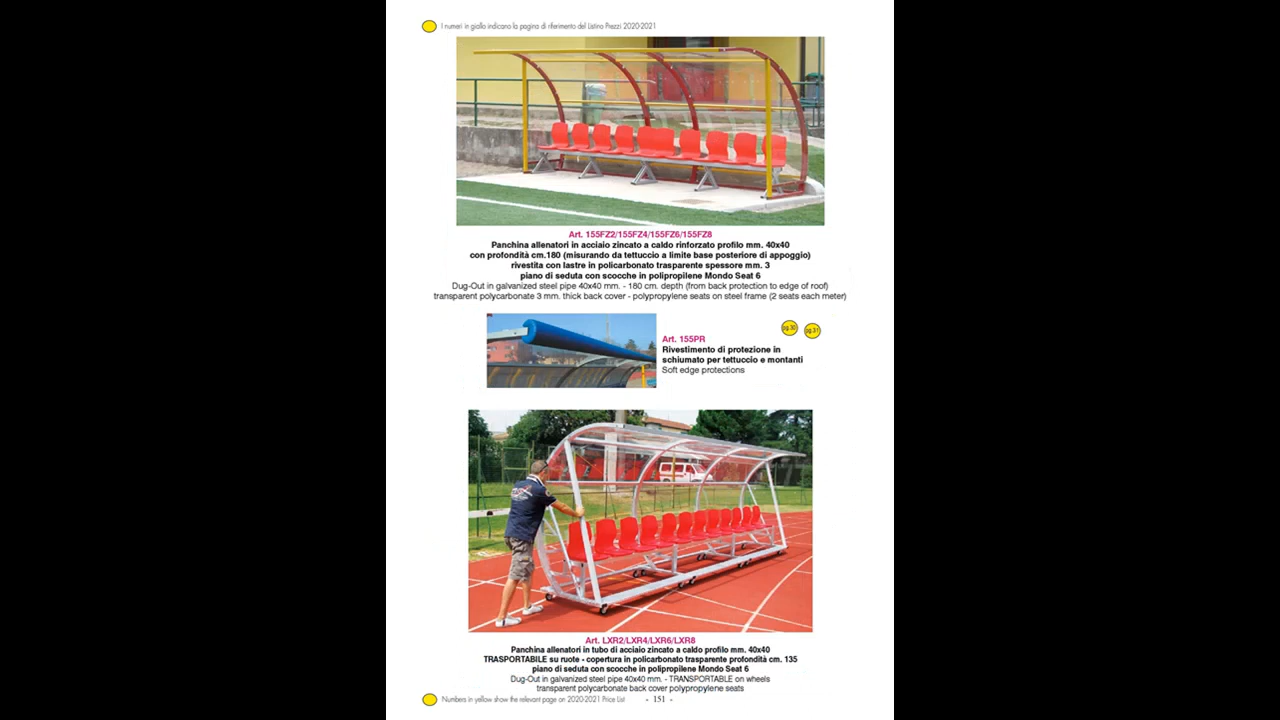 I numeri in giallo indicano la pagina di riferimento del Listino Prezzi 2020-2021
Art. 155FZ2/155FZ4/155FZ6/155FZ8
Panchina allenatori in acciaio zincato a caldo rinforzato profilo mm. 40x40
con profondità cm.180 (misurando da tettuccio a limite base posteriore di appoggio)
rivestita con lastre in policarbonato trasparente spessore mm. 3
piano di seduta con scocche in polipropilene Mondo Seat 6
Dug-Out in galvanized steel pipe 40x40 mm. - 180 cm. depth (from back protection to edge of roof)
transparent polycarbonate 3 mm. thick back cover - polypropylene seats on steel frame (2 seats each meter)
pg.30
pg.31
Art. 155PR
Rivestimento di protezione in
schiumato per tettuccio e montanti
Soft edge protections
Art. LXR2/LXR4/LXR6/LXR8
Panchina allenatori in tubo di acciaio zincato a caldo profilo mm. 40x40
TRASPORTABILE su ruote - copertura in policarbonato trasparente profondità cm. 135
piano di seduta con scocche in polipropilene Mondo Seat 6
Dug-Out in galvanized steel pipe 40x40 mm. - TRANSPORTABLE on wheels
transparent polycarbonate back cover polypropylene seats
Numbers in yellow show the relevant page on 2020-2021 Price List
- 151 -